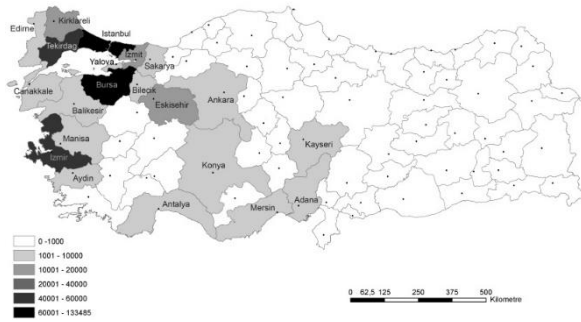 Kirklareli
Edirne
Istanbul
Tekirdag
Izmit
Yalova
Sakarya
Canakkale
Bursa
Bilecik
Ankara
Balikesir
Eskisehir
Manisa
Kayseri
Izmir
Konya
Aydin
Antalya
Mersin
Adana
0 -1000
1001 - 10000
10001 - 20000
20001 - 40000
40001 - 60000
60001 - 133485
0 62.5 125 250 375 500
Kilometre